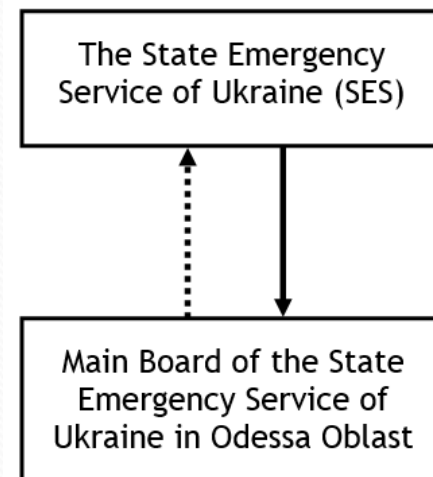 The State Emergency
Service of Ukraine (SES)
Main Board of the State
Emergency Service of
Ukraine in Odessa Oblast